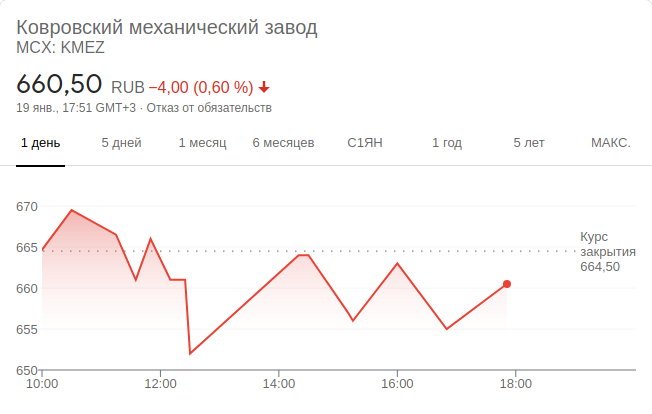 Ковровский механический завод
MCX: KMEZ
660,50 RUB −4,00 (0,60 %)
19 янв., 17:51 GMT+3 · Отказ от обязательств
1 день 5 дней 1 месяц 6 месяцев С1ЯН 1 год 5 лет МАКС.
670
665
660
655
650
Курс
закрытия
664,50
10:00 12:00 14:00 16:00 18:00